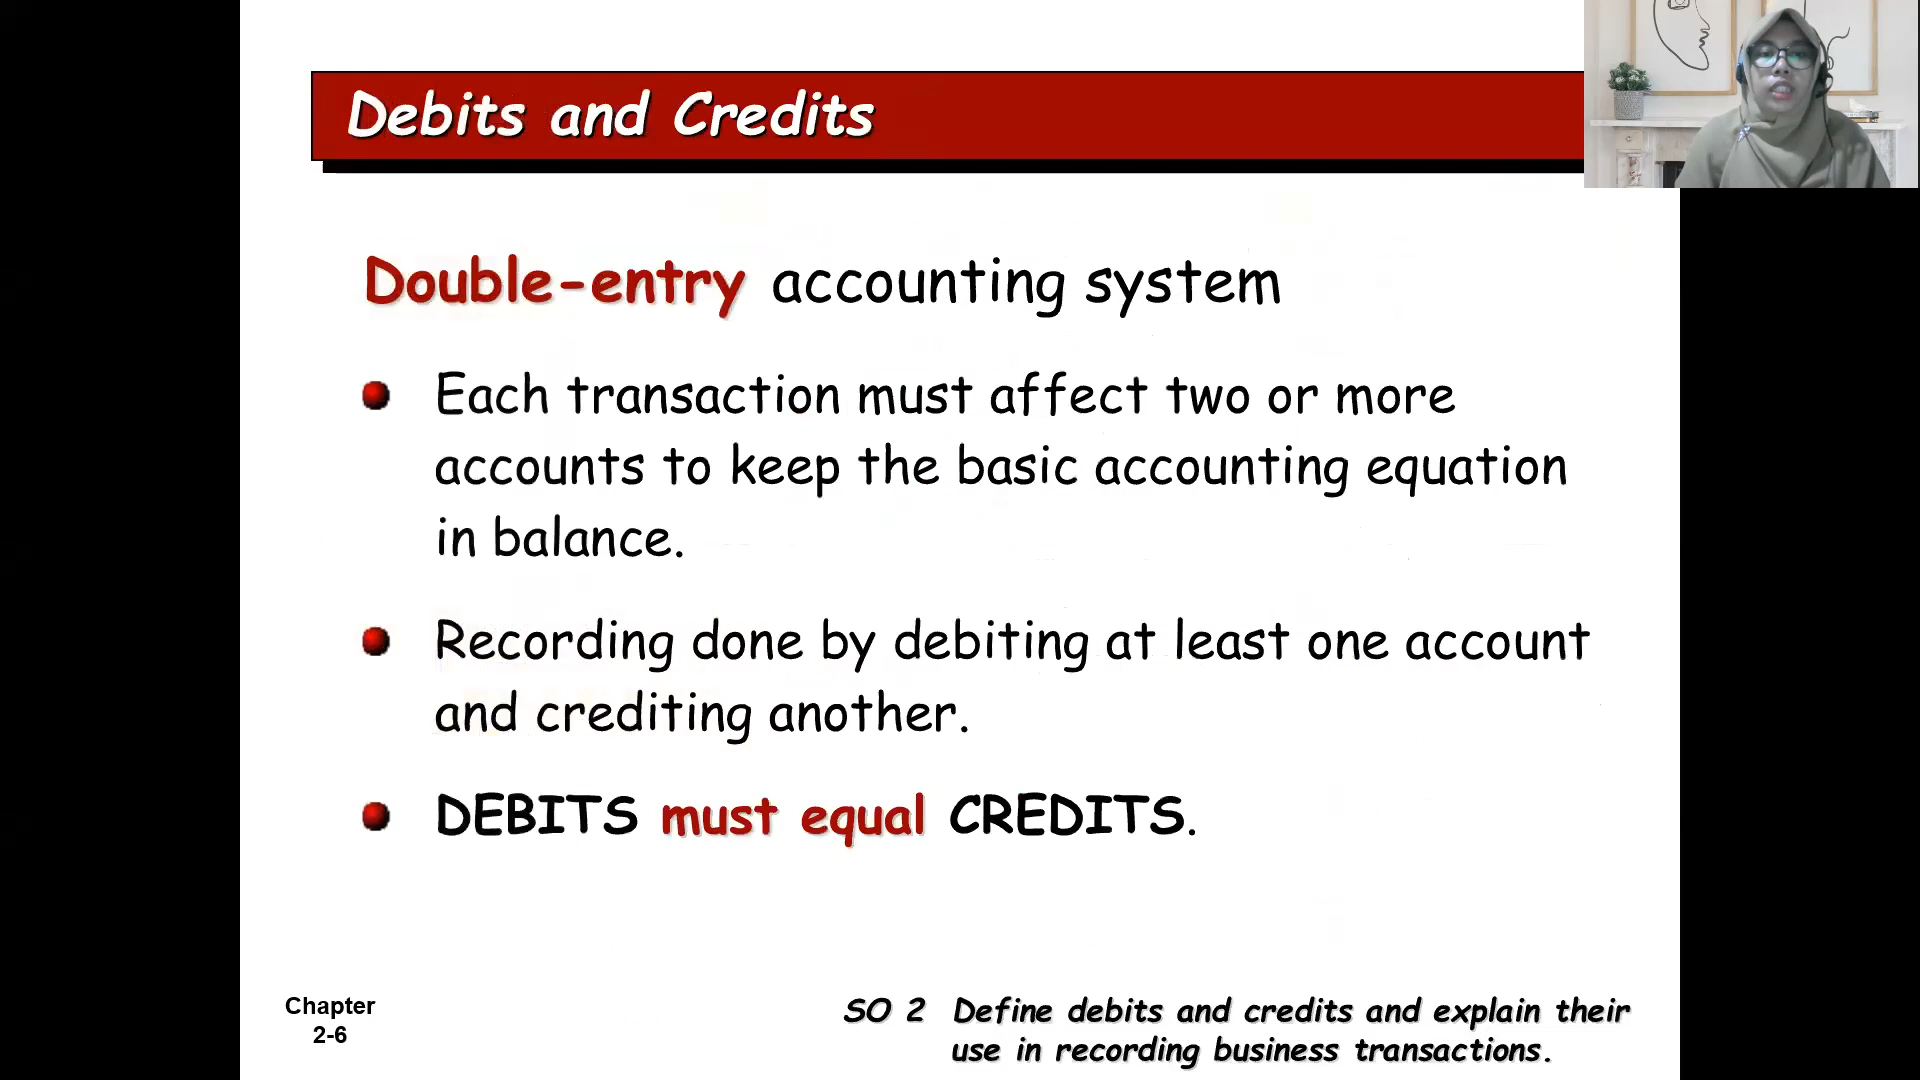 Debits and Credits
Double-entry accounting system
Each transaction must affect two or more
accounts to keep the basic accounting equation
in balance.
Recording done by debiting at least one account
and crediting another.
DEBITS must equal CREDITS.
Chapter
2-6
SO 2 Define debits and credits and explain their
use in recording business transactions.